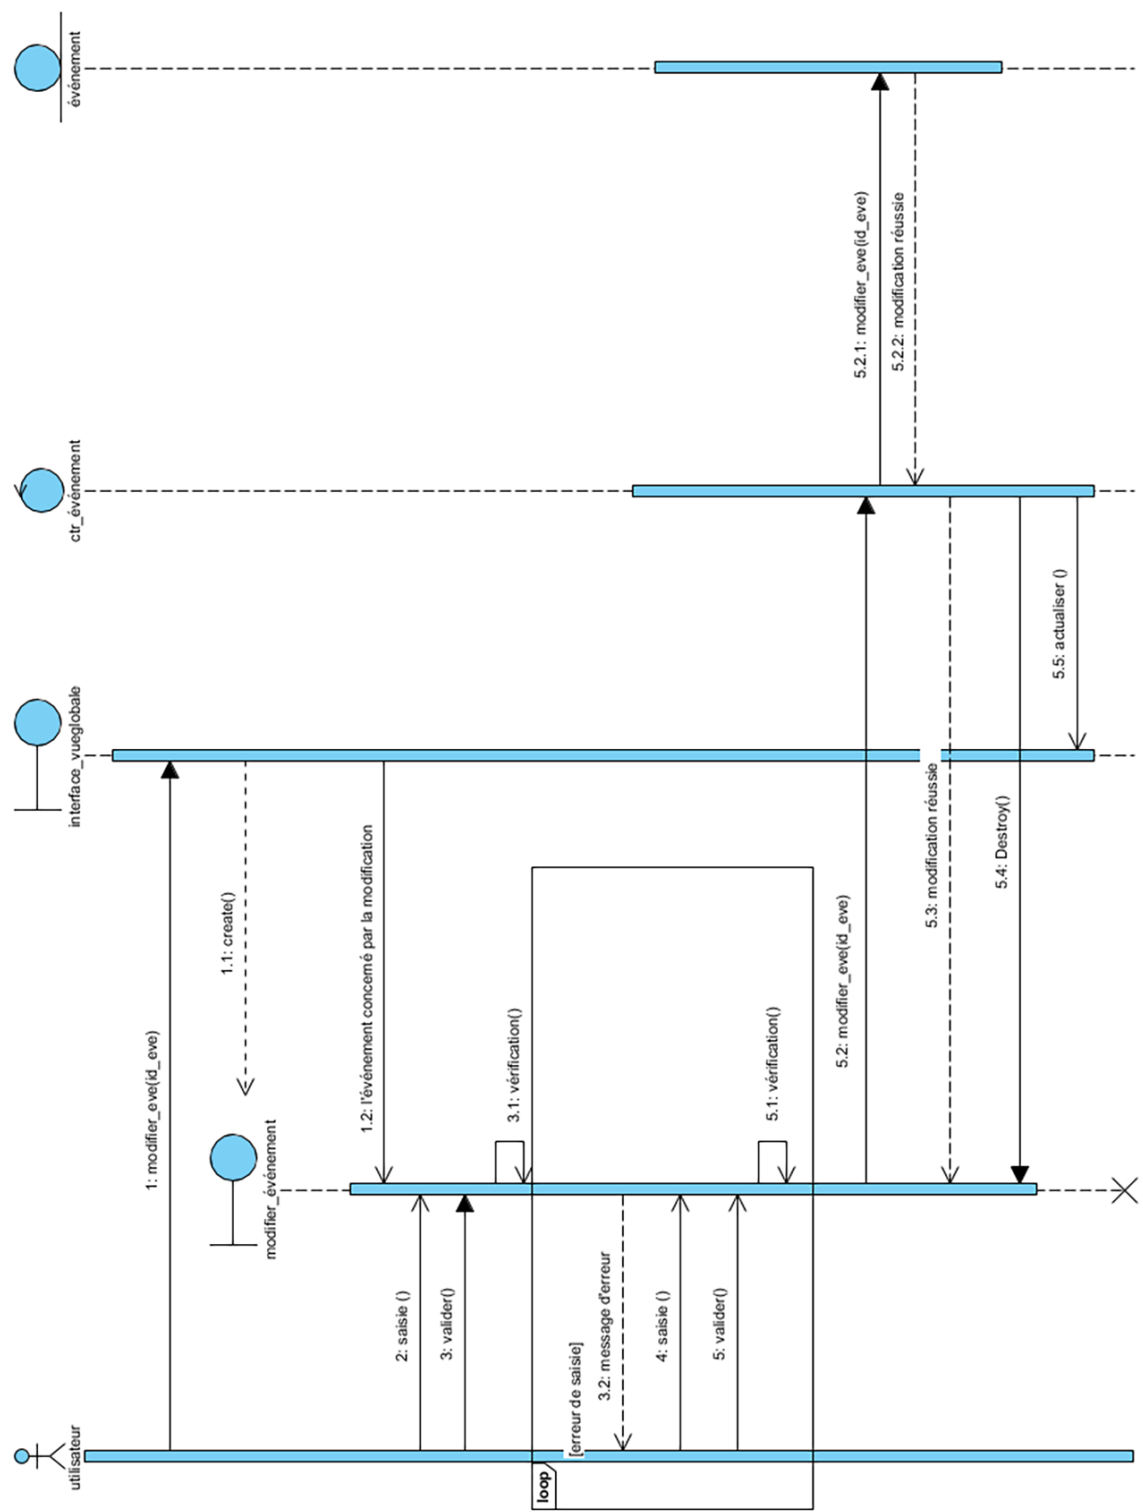 utilisateur
modifier_événement
interface_vueglobale
ctr_événement
événement
1: modifier_eve(id_eve)
1.1: create()
1.2: l'événement concerné par la modification
2: saisie ()
3: valider()
3.1: vérification()
loop
[erreur de saisie]
3.2: message d'erreur
4: saisie ()
5: valider()
5.1: vérification()
5.2: modifier_eve(id_eve)
5.2.1: modifier_eve(id_eve)
5.2.2: modification réussie
5.3: modification réussie
5.4: Destroy()
5.5: actualiser ()